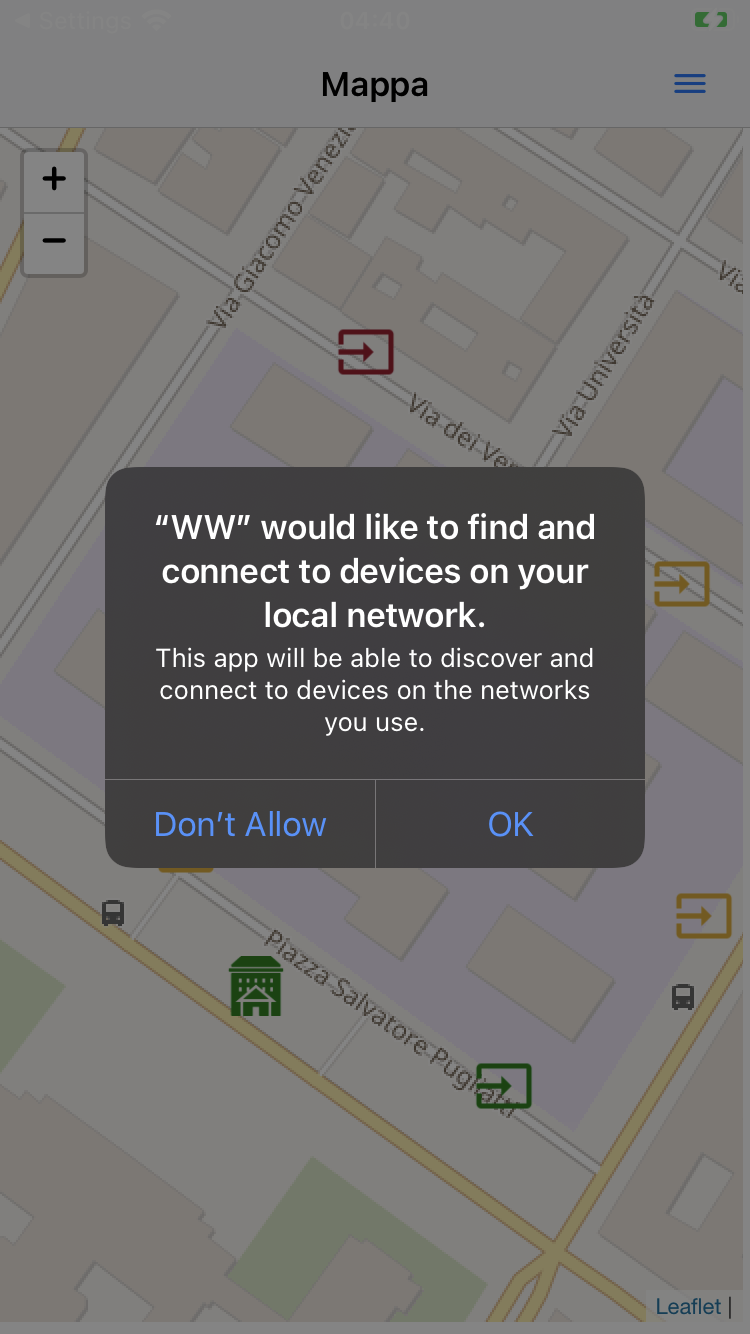 Settings
04:40
Mappa
+
−
Via Giacomo Venezia
Via
Via Università
Via dei Ver
“WW” would like to find and
connect to devices on your
local network.
This app will be able to discover and
connect to devices on the networks
you use.
Don’t Allow
OK
Piazza Salvatore Pugliatti
Leaflet |